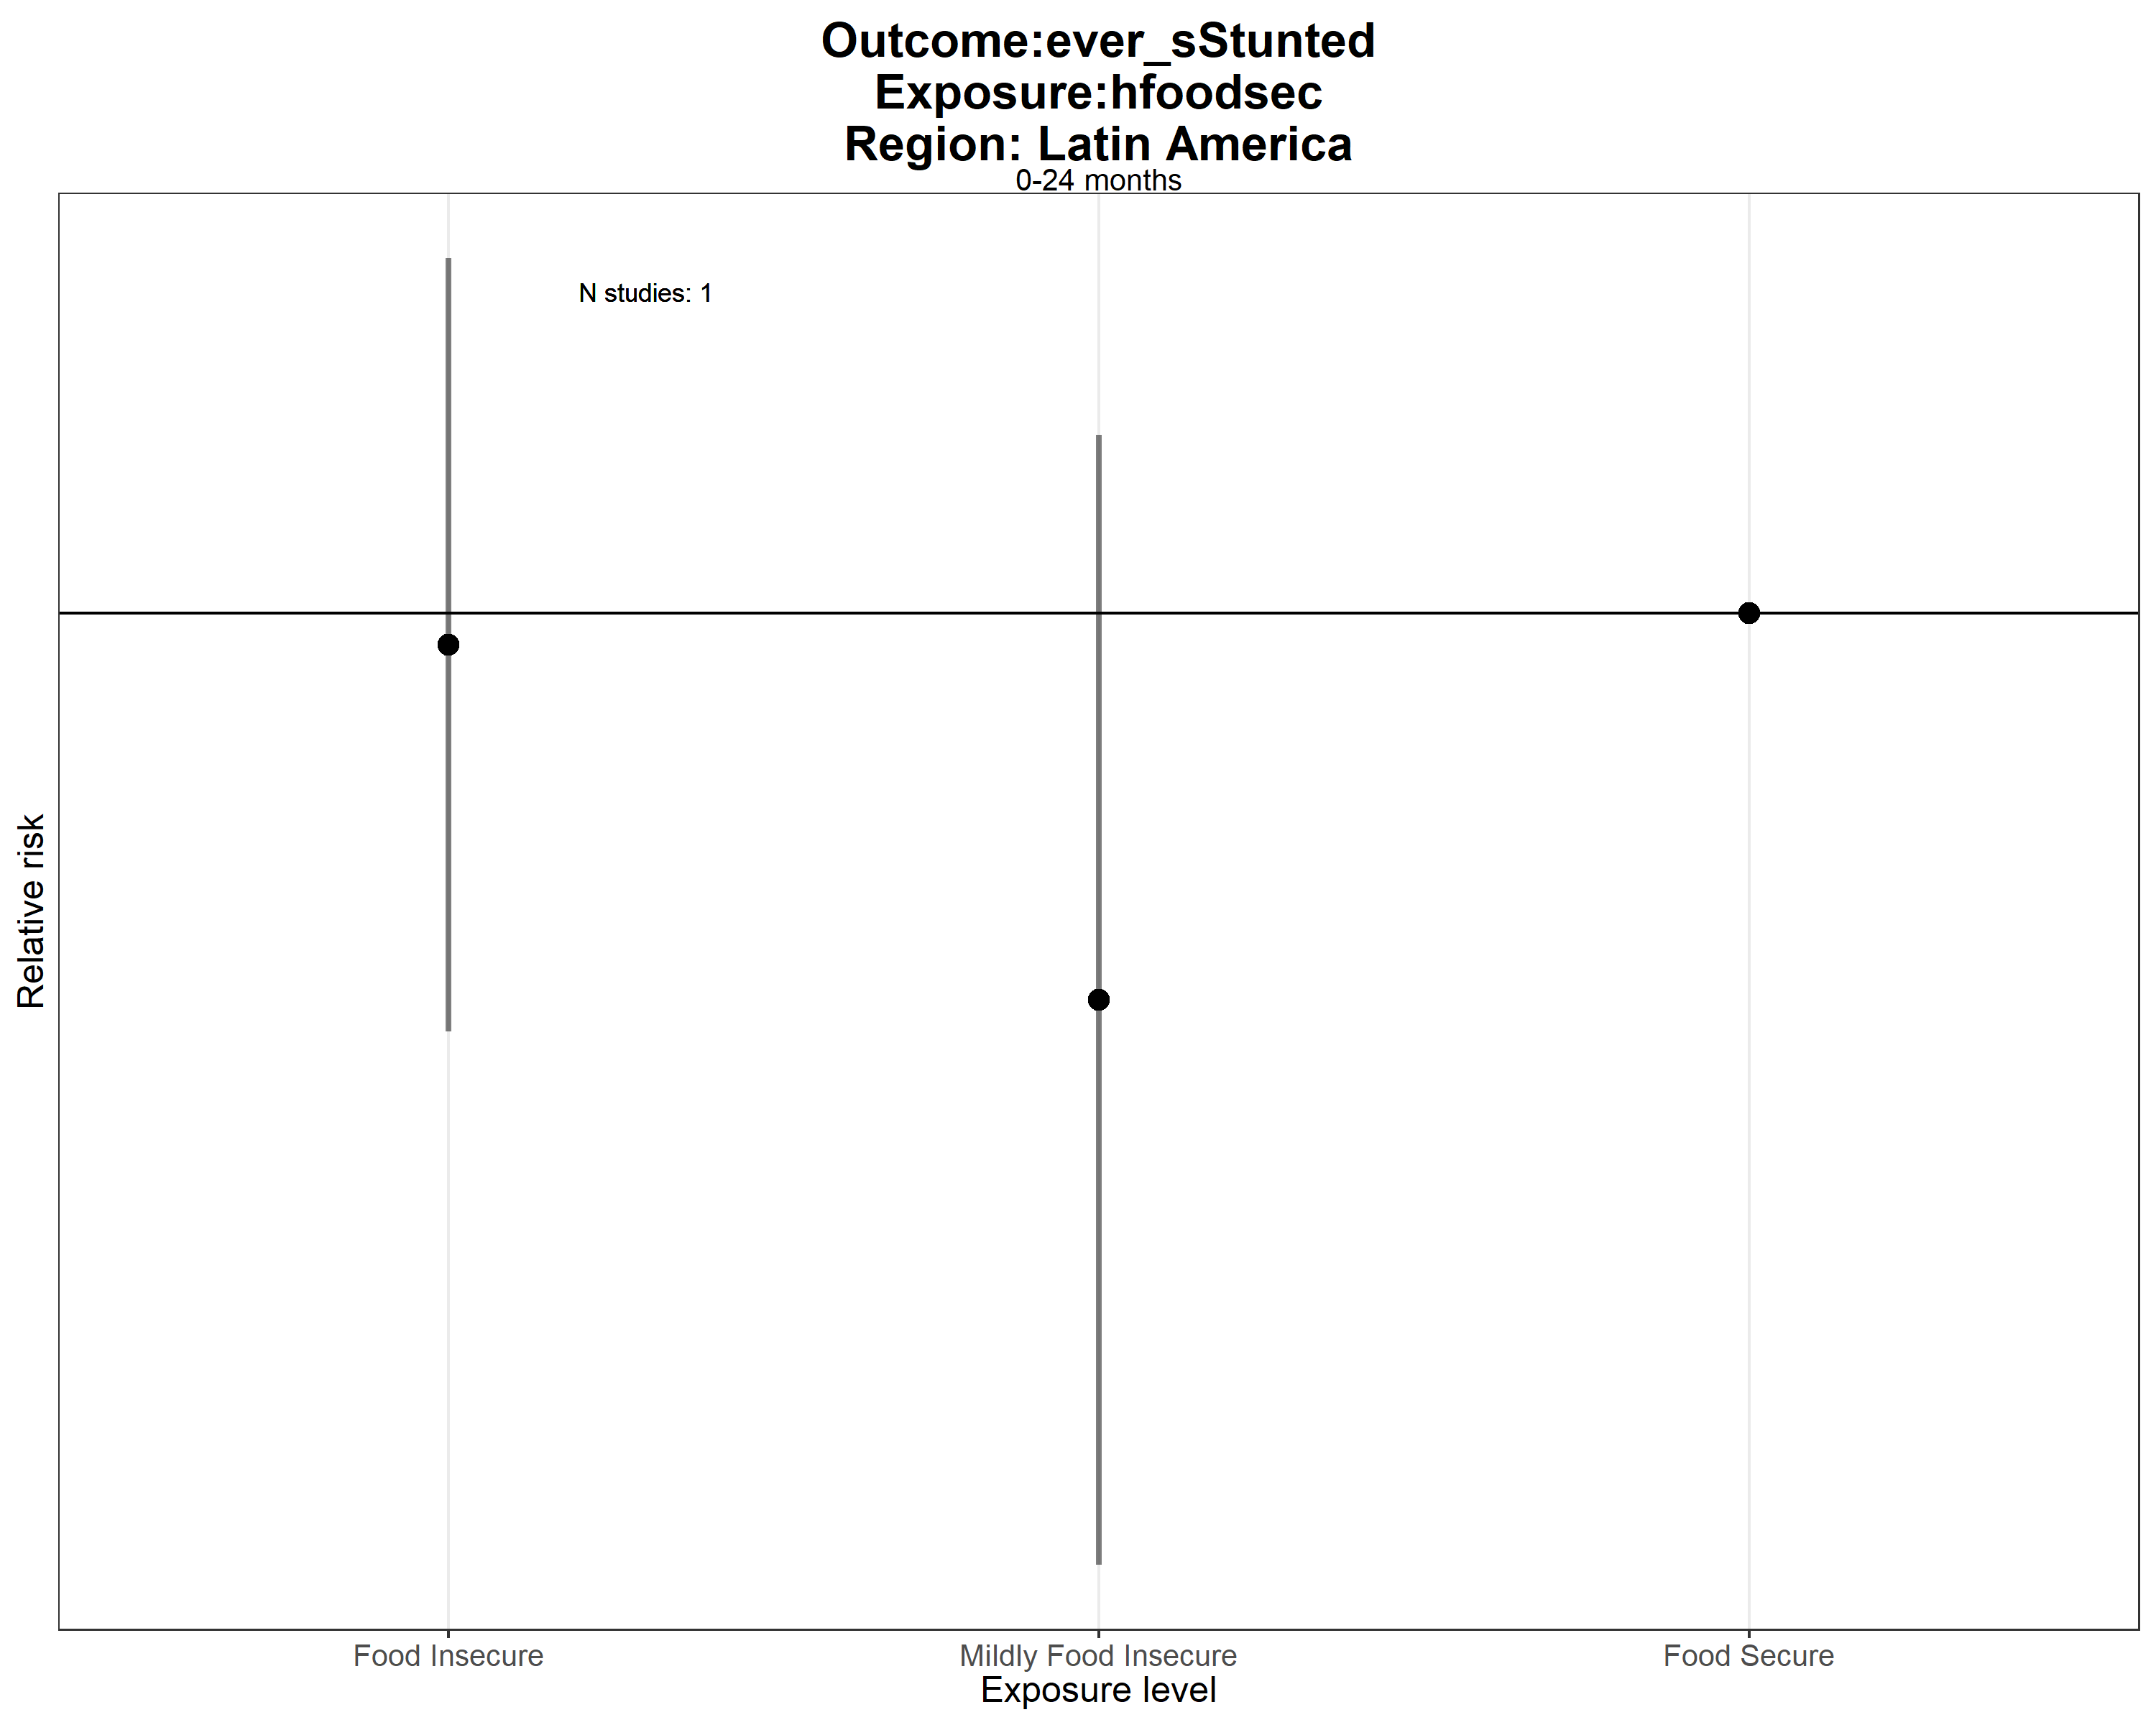 Outcome:ever_sStunted
Exposure:hfoodsec
Region: Latin America
0-24 months
N studies: 1
Relative risk
Food Insecure
Mildly Food Insecure
Food Secure
Exposure level